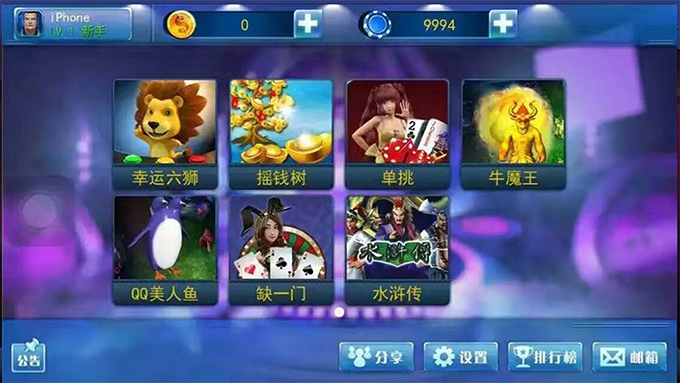 iPhone
LV 1 新手
0
9994
幸运六狮
摇钱树
单挑
牛魔王
QQ美人鱼
缺一门
水浒传
水滸傳
公告
分享
设置
排行榜
邮箱